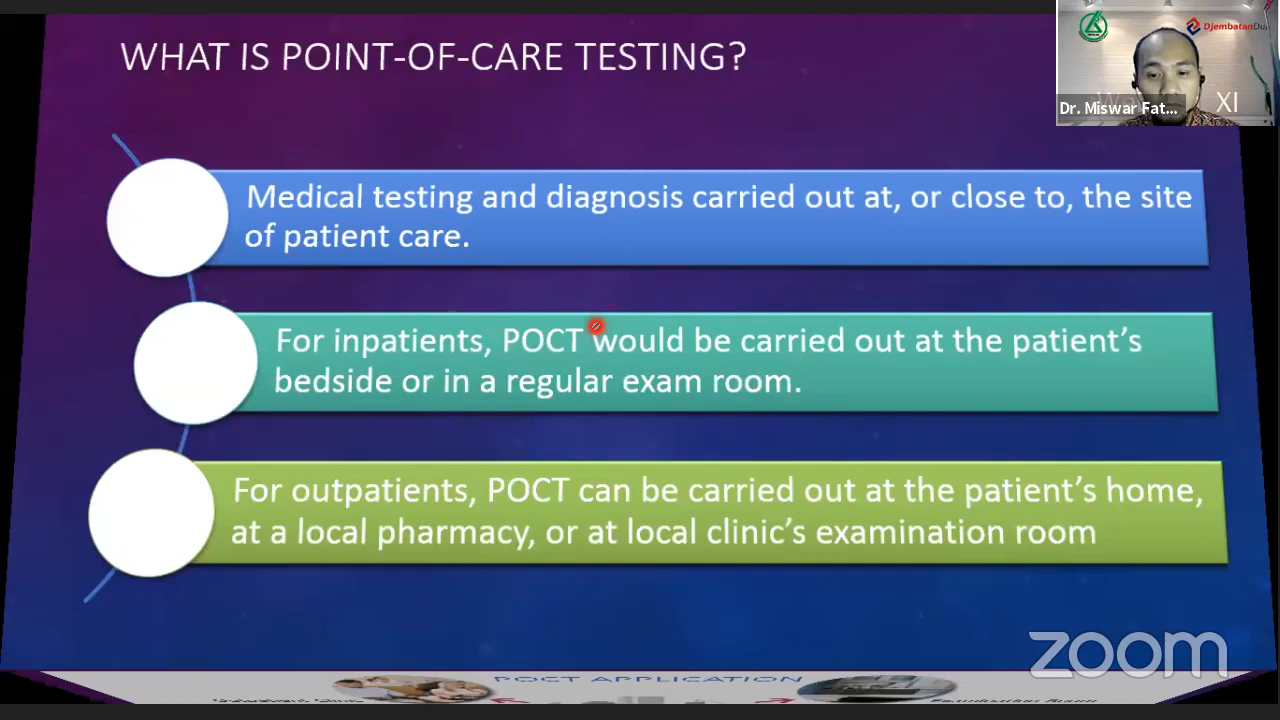 WHAT IS POINT-OF-CARE TESTING?
Dr. Miswar Fat...
XI
Medical testing and diagnosis carried out at, or close to, the site
of patient care.
For inpatients, POCT would be carried out at the patient’s
bedside or in a regular exam room.
For outpatients, POCT can be carried out at the patient’s home,
at a local pharmacy, or at local clinic’s examination room
zoom
POCT APPLICATION